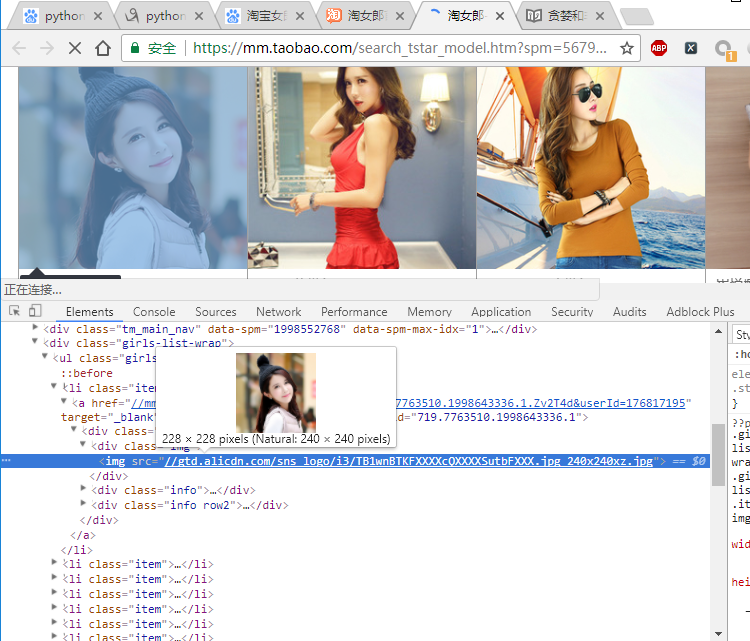 python
python
淘宝女
淘女郎
淘女郎-
贪婪和
安全
https://mm.taobao.com/search_tstar_model.htm?spm=5679...
ABP
X
1
正在连接...
Elements Console Sources Network Performance Memory Application Security Audits Adblock Plus
<div class="tm_main_nav" data-spm="1998552768" data-spm-max-idx="1">…</div>
<div class="girls-list-wrap">
<ul class="girls
::before
<li class="item
<a href="//mm 7763510.1998643336.1.Zv2T4d&userId=176817195"
target="_blank" d="719.7763510.1998643336.1">
<div class=
<div class="img
228 × 228 pixels (Natural: 240 × 240 pixels)
<img src="//gtd.alicdn.com/sns_logo/i3/TB1wnBTKFXXXXcQXXXXSutbFXXX.jpg_240x240xz.jpg"> == $0
</div>
<div class="info">…</div>
<div class="info row2">…</div>
</div>
</a>
</li>
<li class="item">…</li>
<li class="item">…</li>
<li class="item">…</li>
<li class="item">…</li>
<li class="item">…</li>
<li class="item">…</li>
Sty
:ho
ele
.st
}
??p
.gi
lis
wra
.gi
lis
.it
img
wid
hei